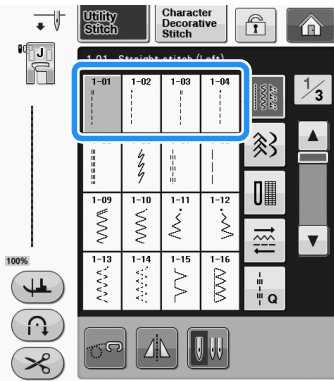 Utility
Stitch
Character
Decorative
Stitch
J
1-01 Straight stitch (Left)
1/3
1-01 1-02 1-03 1-04
1-09 1-10 1-11 1-12
100%
1-13 1-14 1-15 1-16
Q